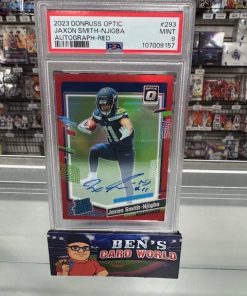 2023 DONRUSS OPTIC #293
JAXON SMITH-NJIGBA MINT
AUTOGRAPH-RED PSA 9
107009157
OPTIC
Jaxon Smith-Njigba
BEN'S
CARD WORLD